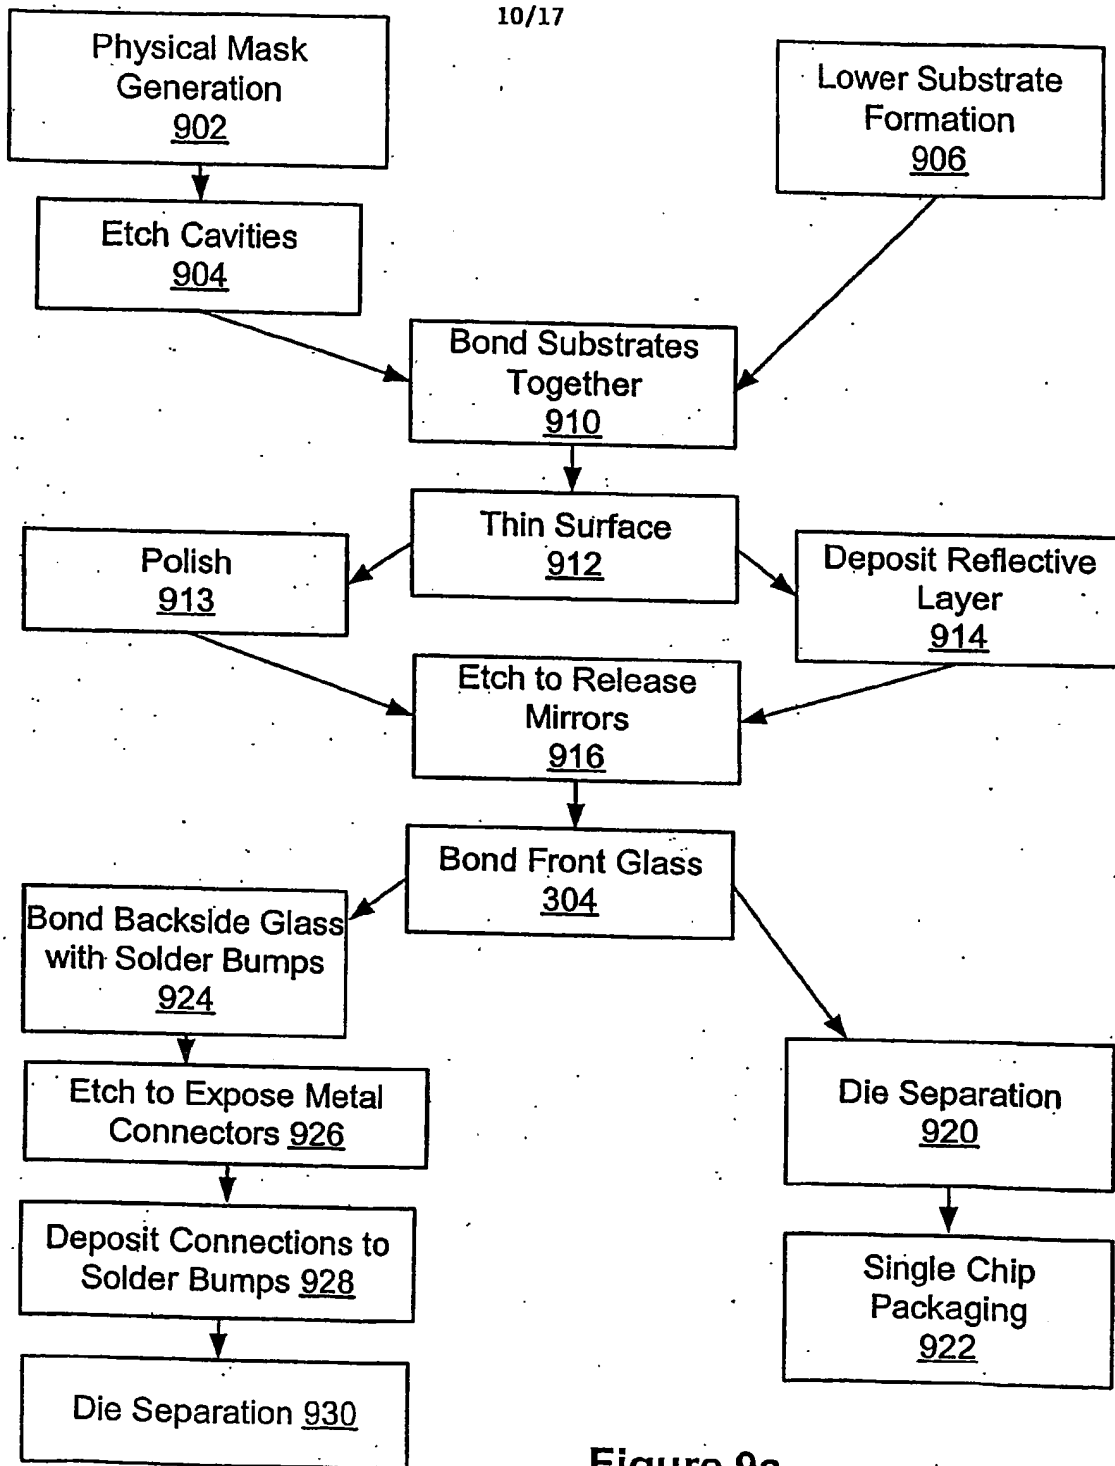 10/17
Physical Mask
Generation
902
Lower Substrate
Formation
906
Etch Cavities
904
Bond Substrates
Together
910
Thin Surface
912
Polish
913
Deposit Reflective
Layer
914
Etch to Release
Mirrors
916
Bond Front Glass
304
Bond Backside Glass
with Solder Bumps
924
Etch to Expose Metal
Connectors 926
Die Separation
920
Deposit Connections to
Solder Bumps 928
Single Chip
Packaging
922
Die Separation 930
Figure 9a